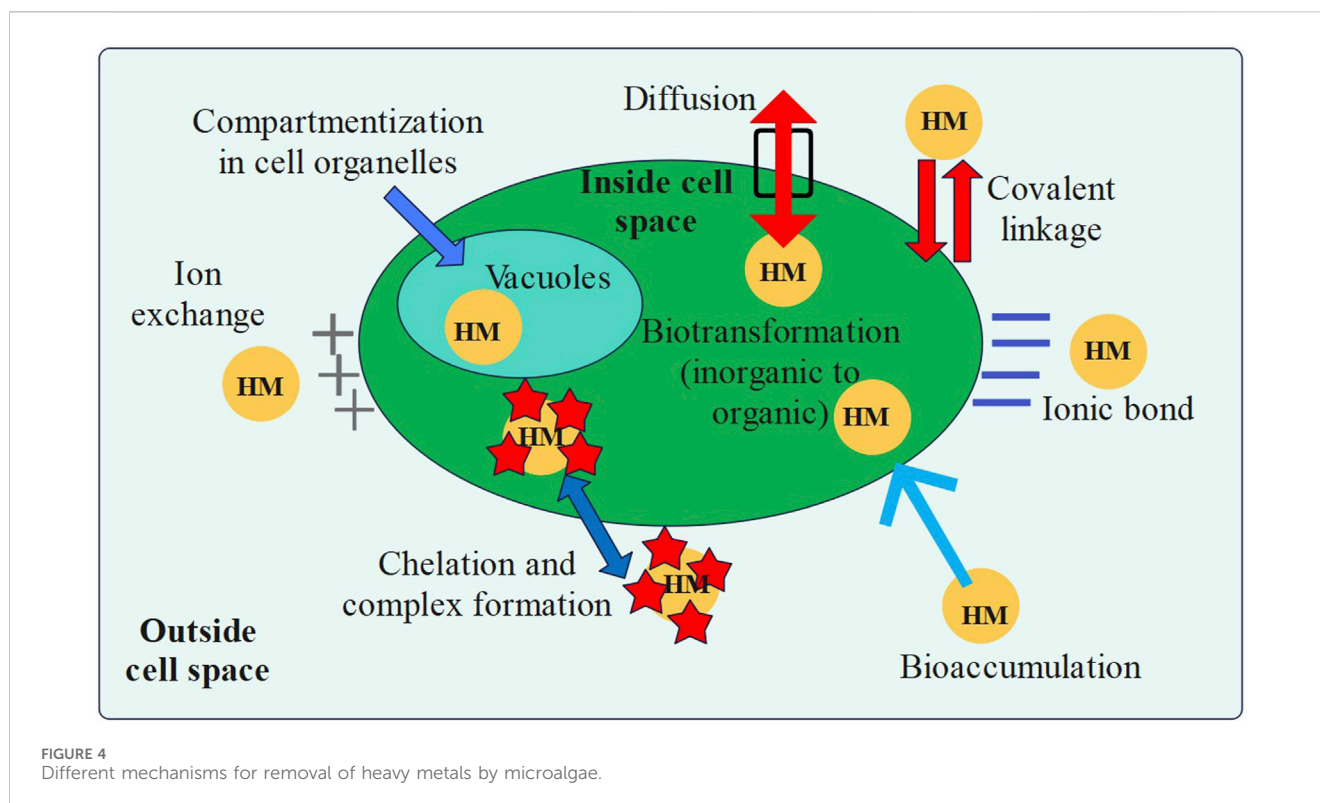 Compartmentization
in cell organelles
Diffusion
HM
Covalent
linkage
Inside cell
space
HM
Vacuoles
HM
Ion
exchange
HM
Biotransformation
(inorganic to
organic)
HM
HM
Ionic bond
HM
Chelation and
complex formation
HM
HM
Bioaccumulation
Outside
cell space
FIGURE 4
Different mechanisms for removal of heavy metals by microalgae.